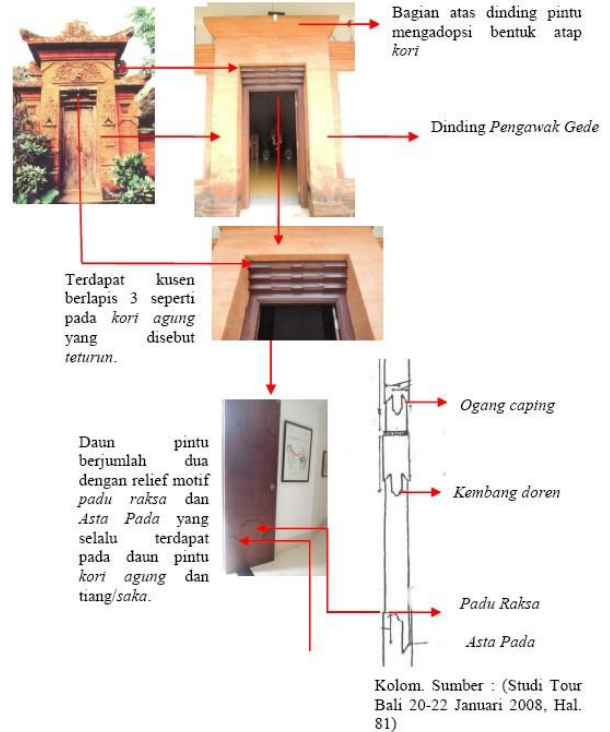 Bagian atas dinding pintu
mengadopsi bentuk atap
kori
Dinding Pengawak Gede
Terdapat kusen
berlapis 3 seperti
pada kori agung
yang disebut
teturun.
Ogang caping
Daun pintu
berjumlah dua
dengan relief motif
padu raksa dan
Asta Pada yang
selalu terdapat
pada daun pintu
kori agung dan
tiang/saka.
Kembang doren
Padu Raksa
Asta Pada
Kolom. Sumber : (Studi Tour
Bali 20-22 Januari 2008, Hal.
81)